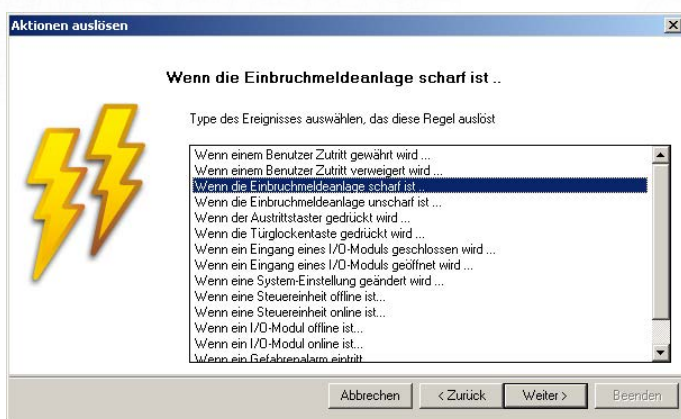 Aktionen auslösen
Wenn die Einbruchmeldeanlage scharf ist ..
Type des Ereignisses auswählen, das diese Regel auslöst
Wenn einem Benutzer Zutritt gewährt wird ...
Wenn einem Benutzer Zutritt verweigert wird ...
Wenn die Einbruchmeldeanlage scharf ist ..
Wenn die Einbruchmeldeanlage unscharf ist ...
Wenn der Austrittstaster gedrückt wird ...
Wenn die Türglockentaste gedrückt wird ...
Wenn ein Eingang eines I/O-Moduls geschlossen wird ...
Wenn ein Eingang eines I/O-Moduls geöffnet wird ...
Wenn eine System-Einstellung geändert wird ...
Wenn eine Steuereinheit offline ist...
Wenn eine Steuereinheit online ist...
Wenn ein I/O-Modul offline ist...
Wenn ein I/O-Modul online ist...
Wenn ein Gefahrenalarm eintritt
Abbrechen
< Zurück
Weiter >
Beenden